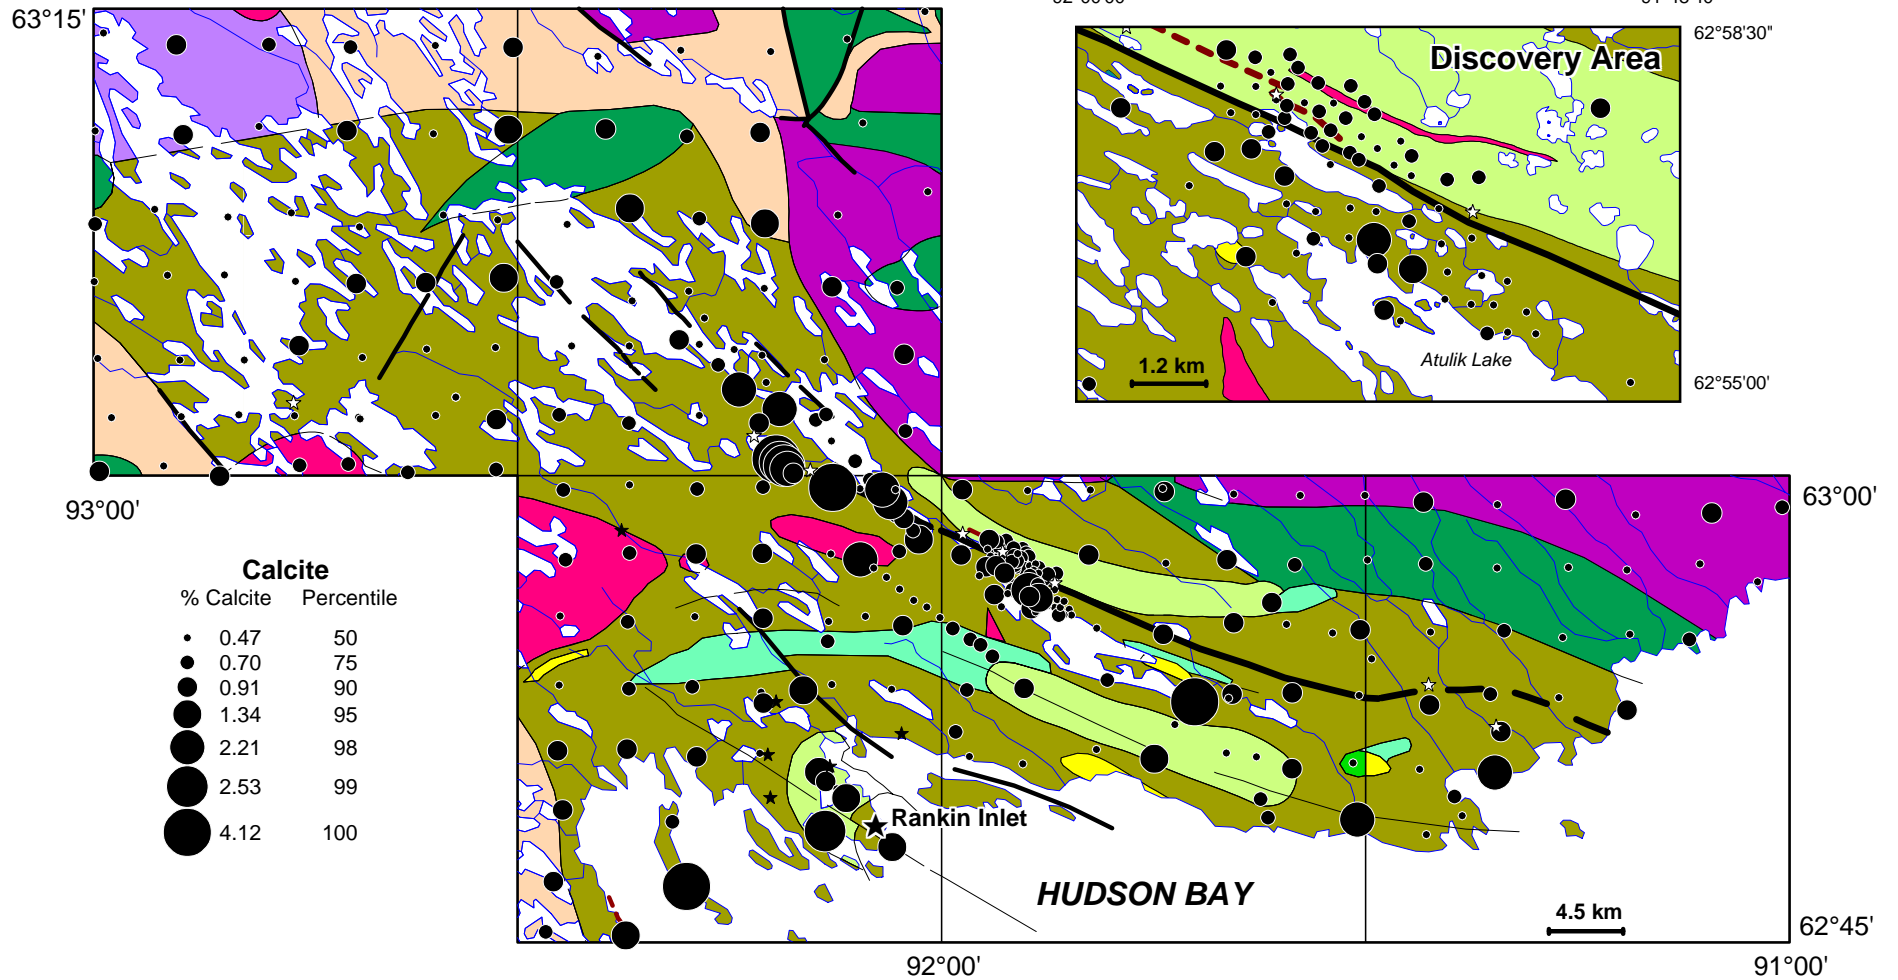 63°15'
62°58'30"
Discovery Area
1.2 km
Atulik Lake
62°55'00'
93°00'
63°00'
Calcite
% Calcite Percentile
0.47 50
0.70 75
0.91 90
1.34 95
2.21 98
2.53 99
4.12 100
Rankin Inlet
HUDSON BAY
4.5 km
62°45'
92°00'
91°00'